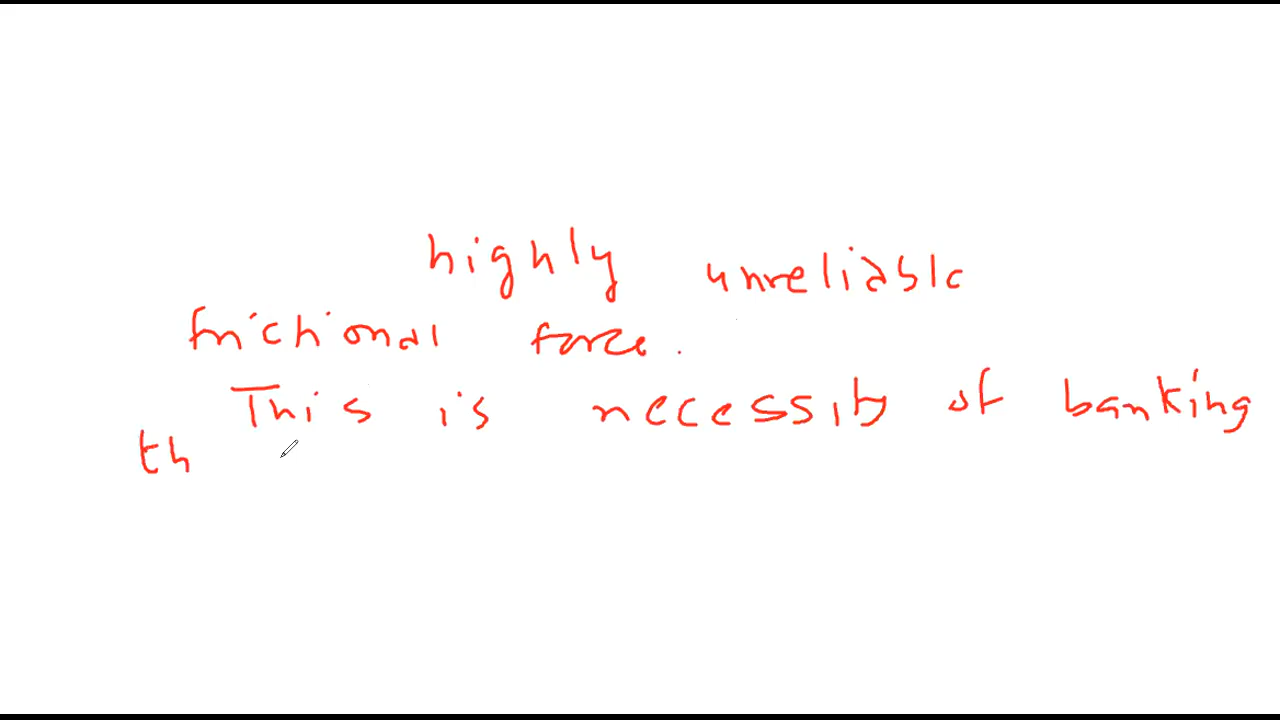 highly unreliable
frictional force.
This is necessity of banking
th